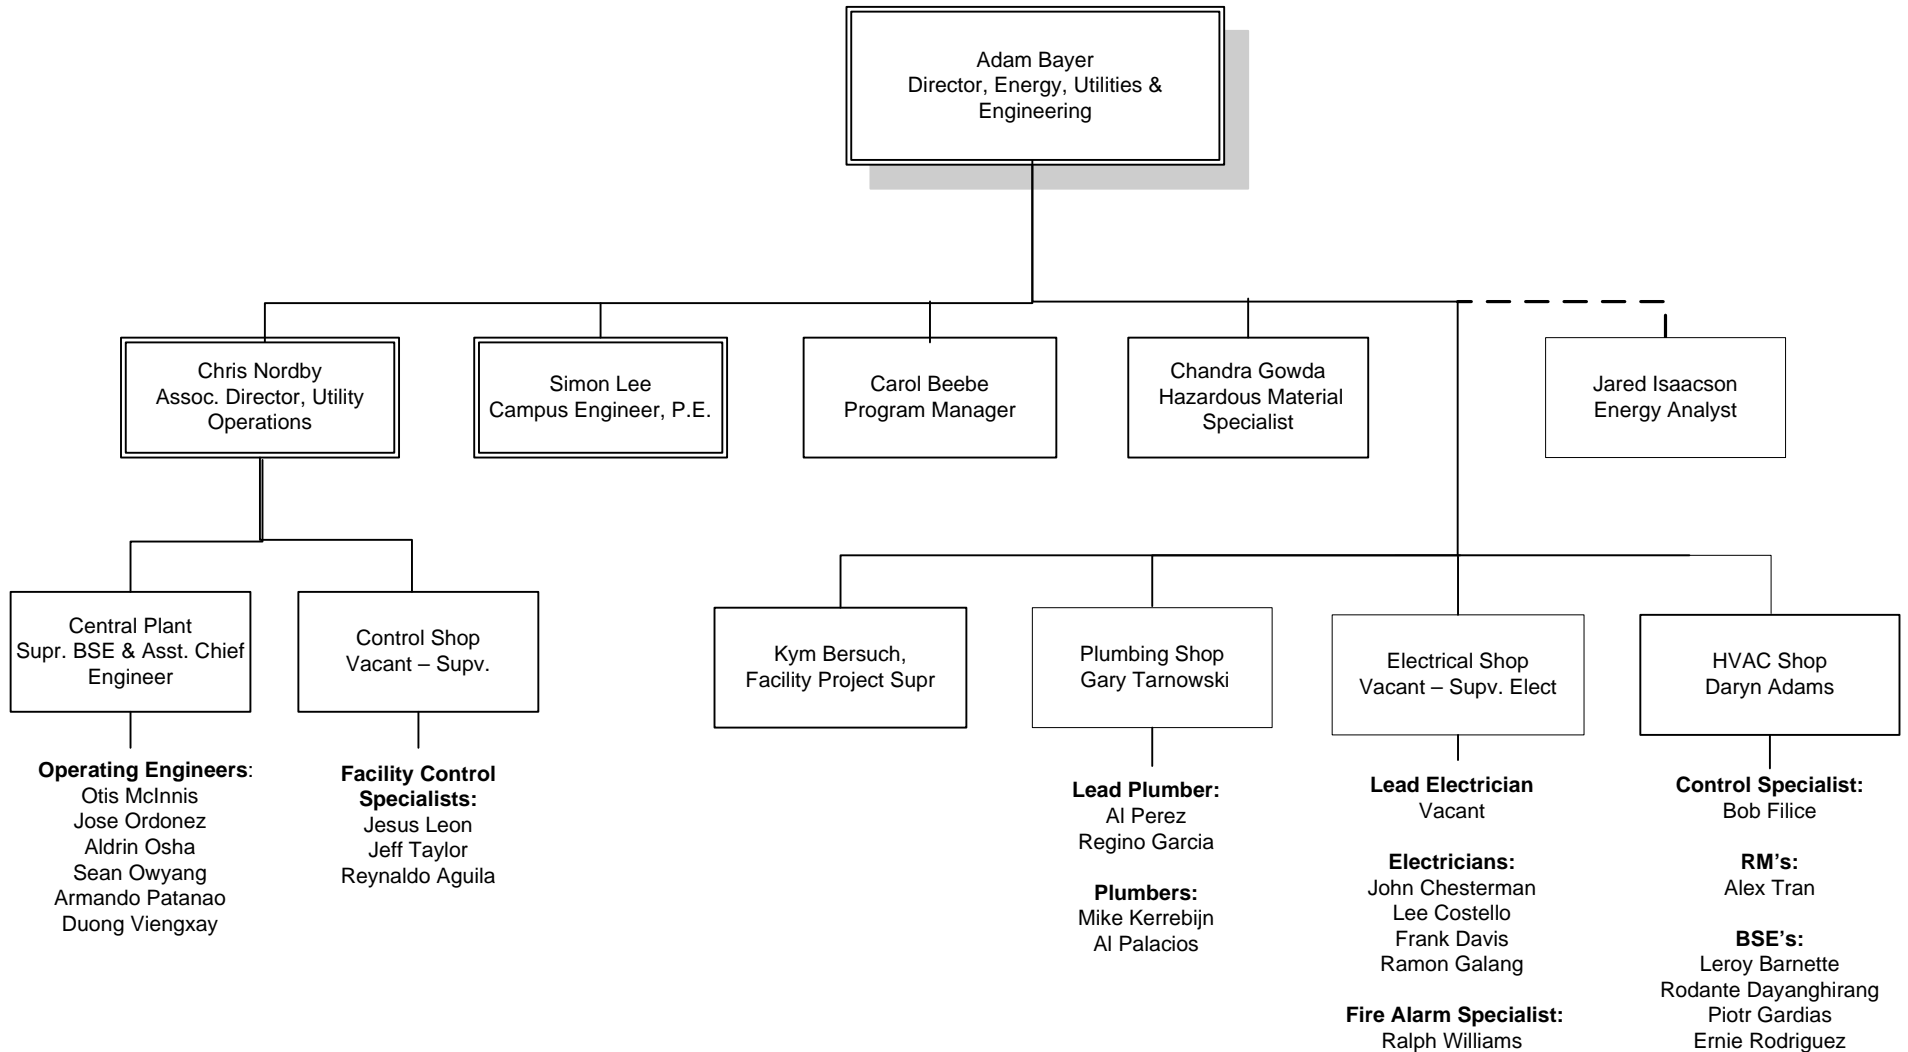 Adam Bayer
Director, Energy, Utilities &
Engineering
Chris Nordby
Assoc. Director, Utility
Operations
Simon Lee
Campus Engineer, P.E.
Carol Beebe
Program Manager
Chandra Gowda
Hazardous Material
Specialist
Jared Isaacson
Energy Analyst
Central Plant
Supr. BSE & Asst. Chief
Engineer
Control Shop
Vacant – Supv.
Kym Bersuch,
Facility Project Supr
Plumbing Shop
Gary Tarnowski
Electrical Shop
Vacant – Supv. Elect
HVAC Shop
Daryn Adams
Operating Engineers:
Otis McInnis
Jose Ordonez
Aldrin Osha
Sean Owyang
Armando Patanao
Duong Viengxay
Facility Control
Specialists:
Jesus Leon
Jeff Taylor
Reynaldo Aguila
Lead Plumber:
Al Perez
Regino Garcia
Plumbers:
Mike Kerrebijn
Al Palacios
Lead Electrician
Vacant
Electricians:
John Chesterman
Lee Costello
Frank Davis
Ramon Galang
Fire Alarm Specialist:
Ralph Williams
Control Specialist:
Bob Filice
RM's:
Alex Tran
BSE's:
Leroy Barnette
Rodante Dayanghirang
Piotr Gardias
Ernie Rodriguez